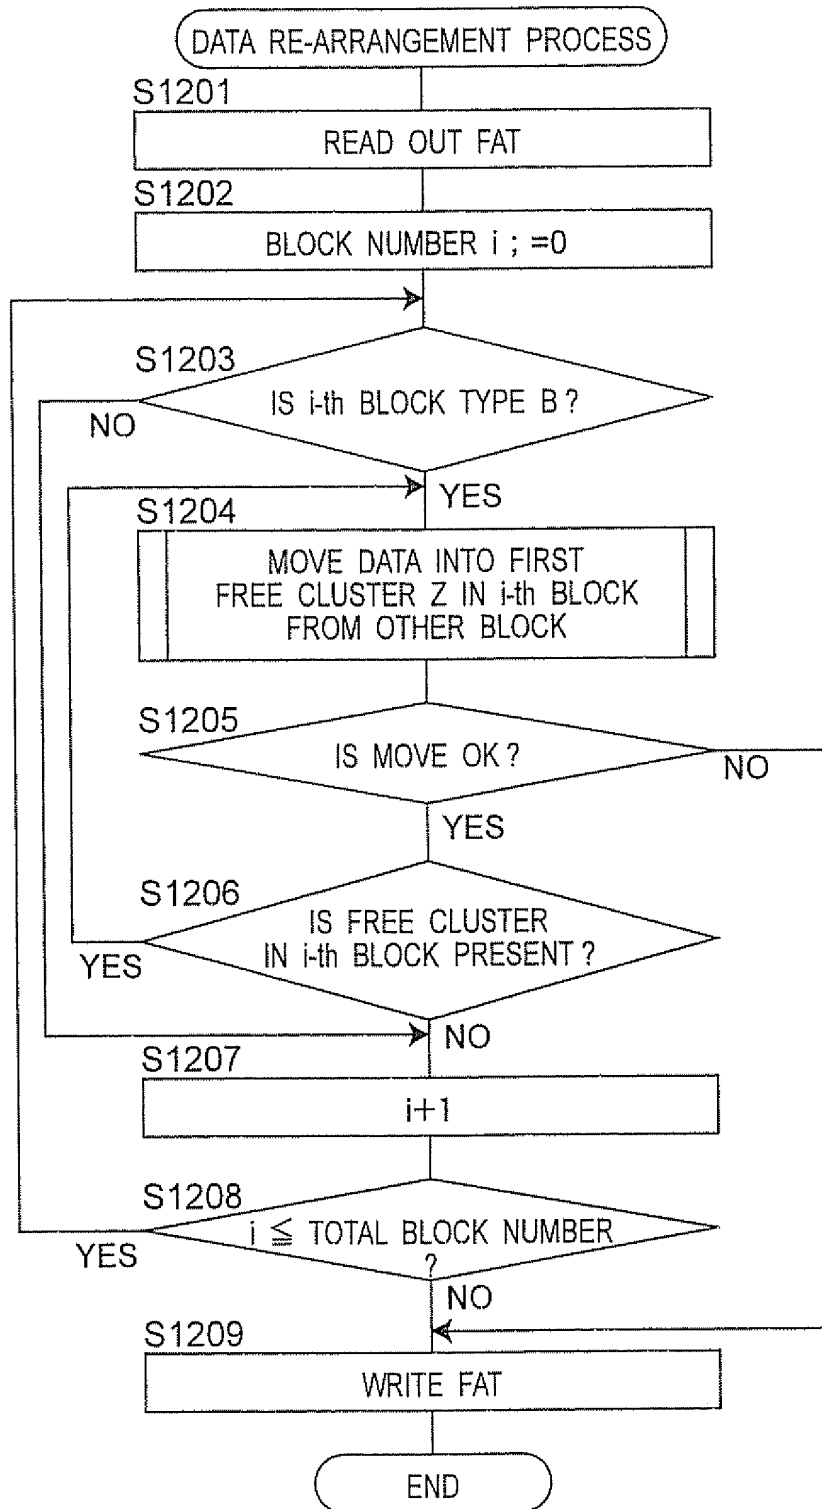 DATA RE-ARRANGEMENT PROCESS
S1201
READ OUT FAT
S1202
BLOCK NUMBER i ; =0
S1203
IS i-th BLOCK TYPE B ?
NO
YES
S1204
MOVE DATA INTO FIRST
FREE CLUSTER Z IN i-th BLOCK
FROM OTHER BLOCK
S1205
IS MOVE OK ?
NO
YES
S1206
IS FREE CLUSTER
IN i-th BLOCK PRESENT ?
YES
NO
S1207
i+1
S1208
i ≦ TOTAL BLOCK NUMBER
?
YES
NO
S1209
WRITE FAT
END